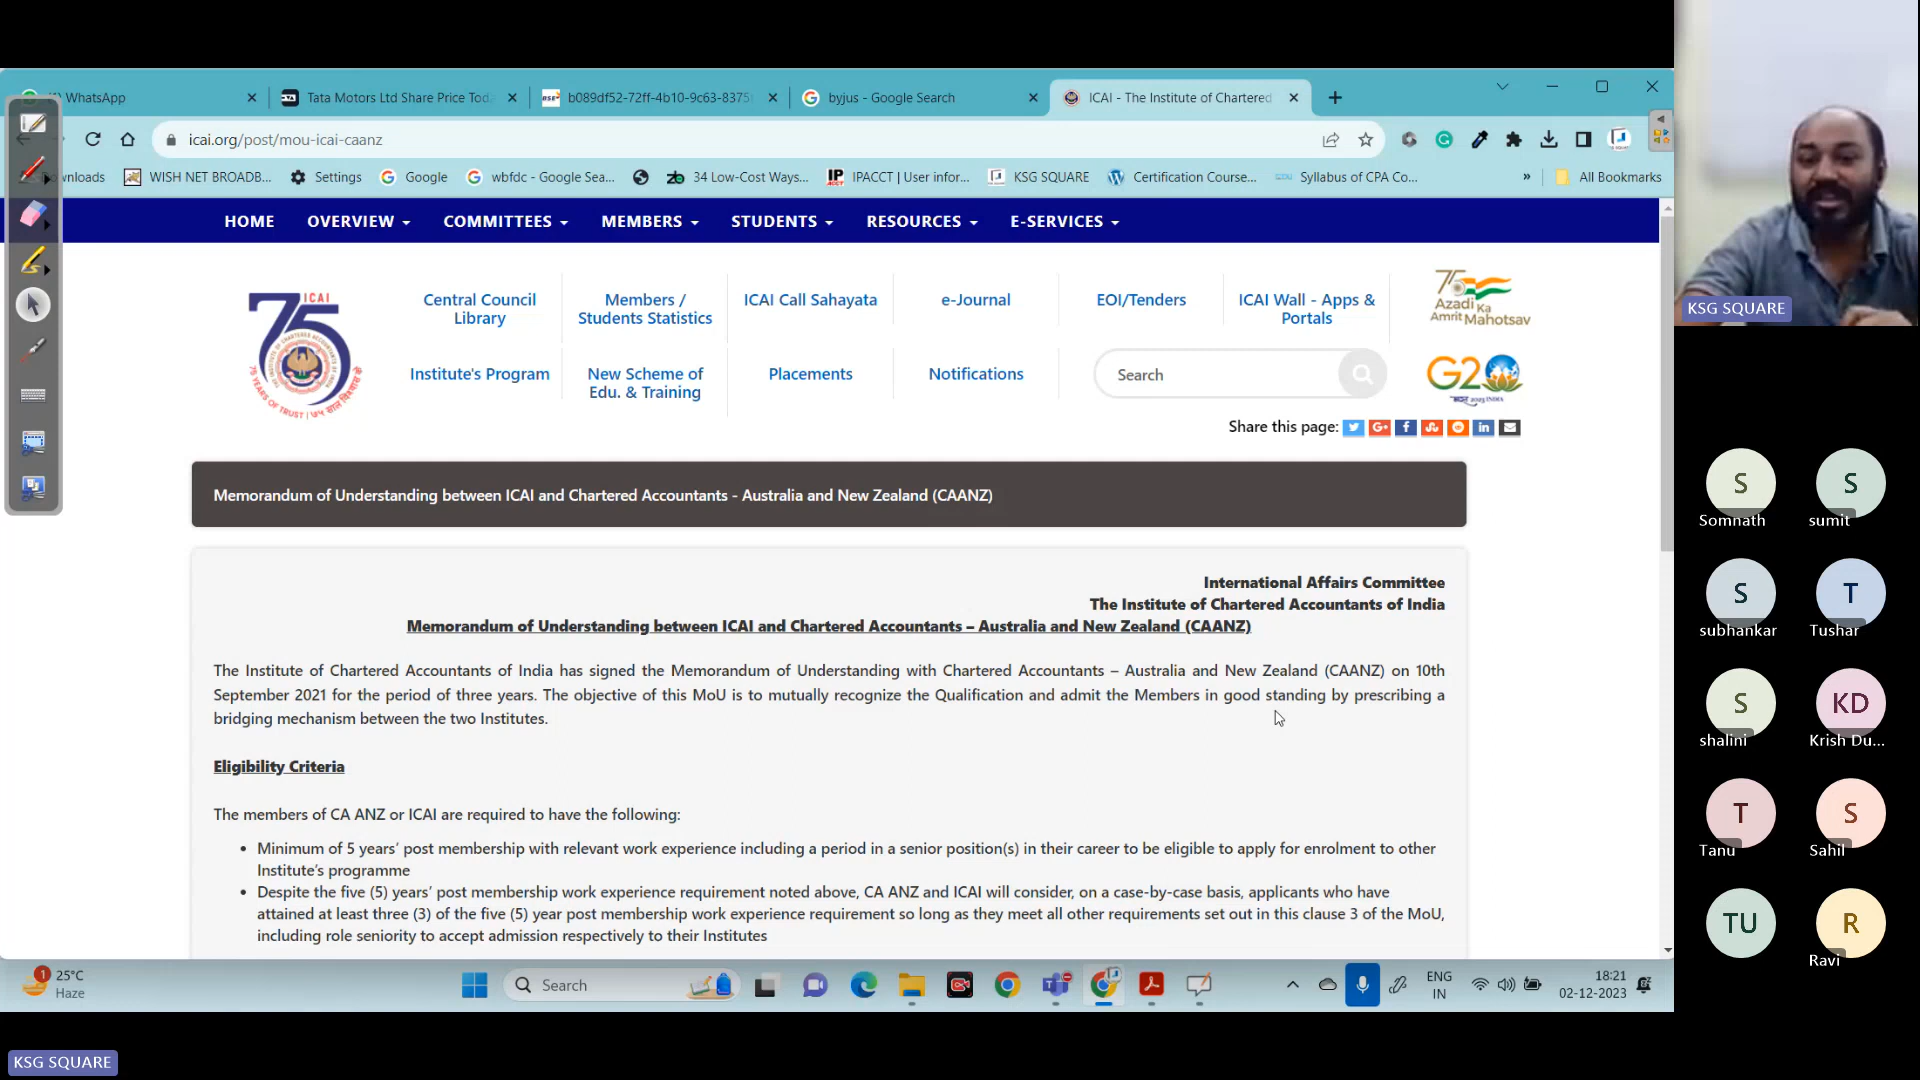 WhatsApp
Tata Motors Ltd Share Price Tod
b089df52-72ff-4b10-9c63-8375
byjus - Google Search
ICAI - The Institute of Chartered
icai.org/post/mou-icai-caanz
WISH NET BROADB...
Settings
Google
wbfdc - Google Sea...
34 Low-Cost Ways...
IPACCT | User infor...
KSG SQUARE
Certification Course...
Syllabus of CPA Co...
»
All Bookmarks
HOME
OVERVIEW
COMMITTEES
MEMBERS
STUDENTS
RESOURCES
E-SERVICES
ICAI
75
Central Council
Library
Members /
Students Statistics
ICAI Call Sahayata
e-Journal
EOI/Tenders
ICAI Wall - Apps &
Portals
75
Azadi Ka
Amrit Mahotsav
Institute's Program
New Scheme of
Edu. & Training
Placements
Notifications
Search
G20
Share this page:
Memorandum of Understanding between ICAI and Chartered Accountants - Australia and New Zealand (CAANZ)
International Affairs Committee
The Institute of Chartered Accountants of India
Memorandum of Understanding between ICAI and Chartered Accountants – Australia and New Zealand (CAANZ)
The Institute of Chartered Accountants of India has signed the Memorandum of Understanding with Chartered Accountants – Australia and New Zealand (CAANZ) on 10th
September 2021 for the period of three years. The objective of this MoU is to mutually recognize the Qualification and admit the Members in good standing by prescribing a
bridging mechanism between the two Institutes.
Eligibility Criteria
The members of CA ANZ or ICAI are required to have the following:
• Minimum of 5 years’ post membership with relevant work experience including a period in a senior position(s) in their career to be eligible to apply for enrolment to other
Institute’s programme
• Despite the five (5) years’ post membership work experience requirement noted above, CA ANZ and ICAI will consider, on a case-by-case basis, applicants who have
attained at least three (3) of the five (5) year post membership work experience requirement so long as they meet all other requirements set out in this clause 3 of the MoU,
including role seniority to accept admission respectively to their Institutes
1
25°C
Haze
Search
ENG
IN
18:21
02-12-2023
KSG SQUARE
KSG SQUARE
S
Somnath
S
sumit
S
subhankar
T
Tushar
S
shalini
KD
Krish Du...
T
Tanu
S
Sahil
TU
R
Ravi